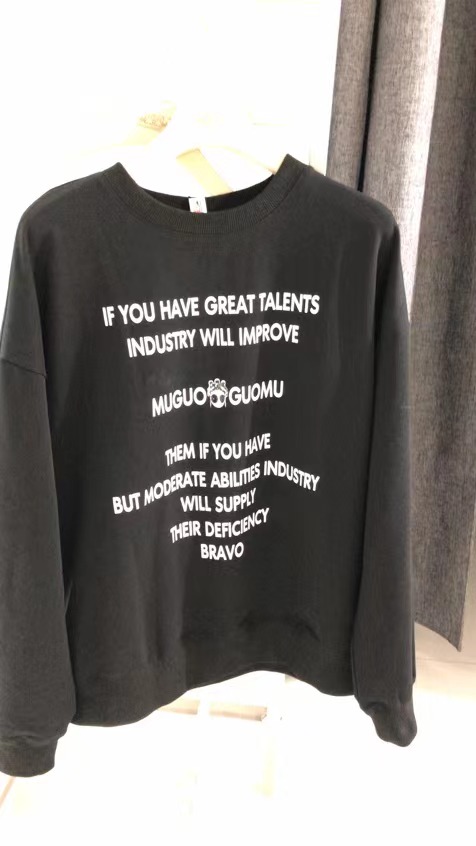 IF YOU HAVE GREAT TALENTS
INDUSTRY WILL IMPROVE
MUGUO GUOMU
THEM IF YOU HAVE
BUT MODERATE ABILITIES INDUSTRY
WILL SUPPLY
THEIR DEFICIENCY
BRAVO